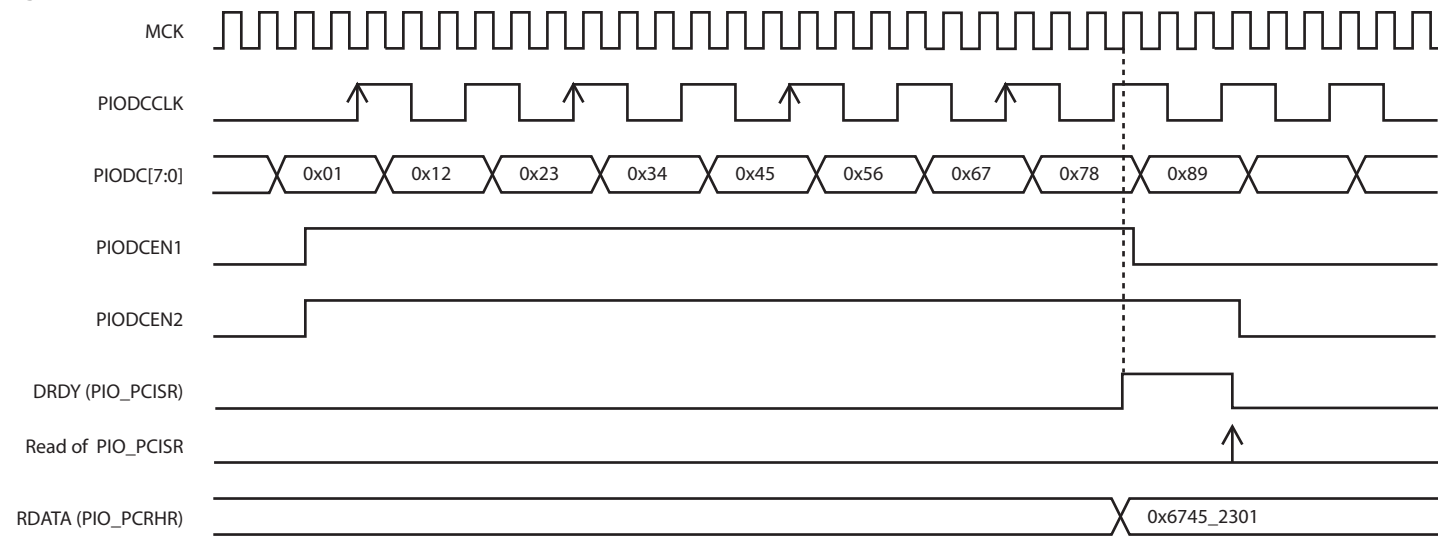 MCK
PIODCCLK
PIODC[7:0] 0x01 0x12 0x23 0x34 0x45 0x56 0x67 0x78 0x89
PIODCEN1
PIODCEN2
DRDY (PIO_PCISR)
Read of PIO_PCISR
RDATA (PIO_PCRHR) 0x6745_2301